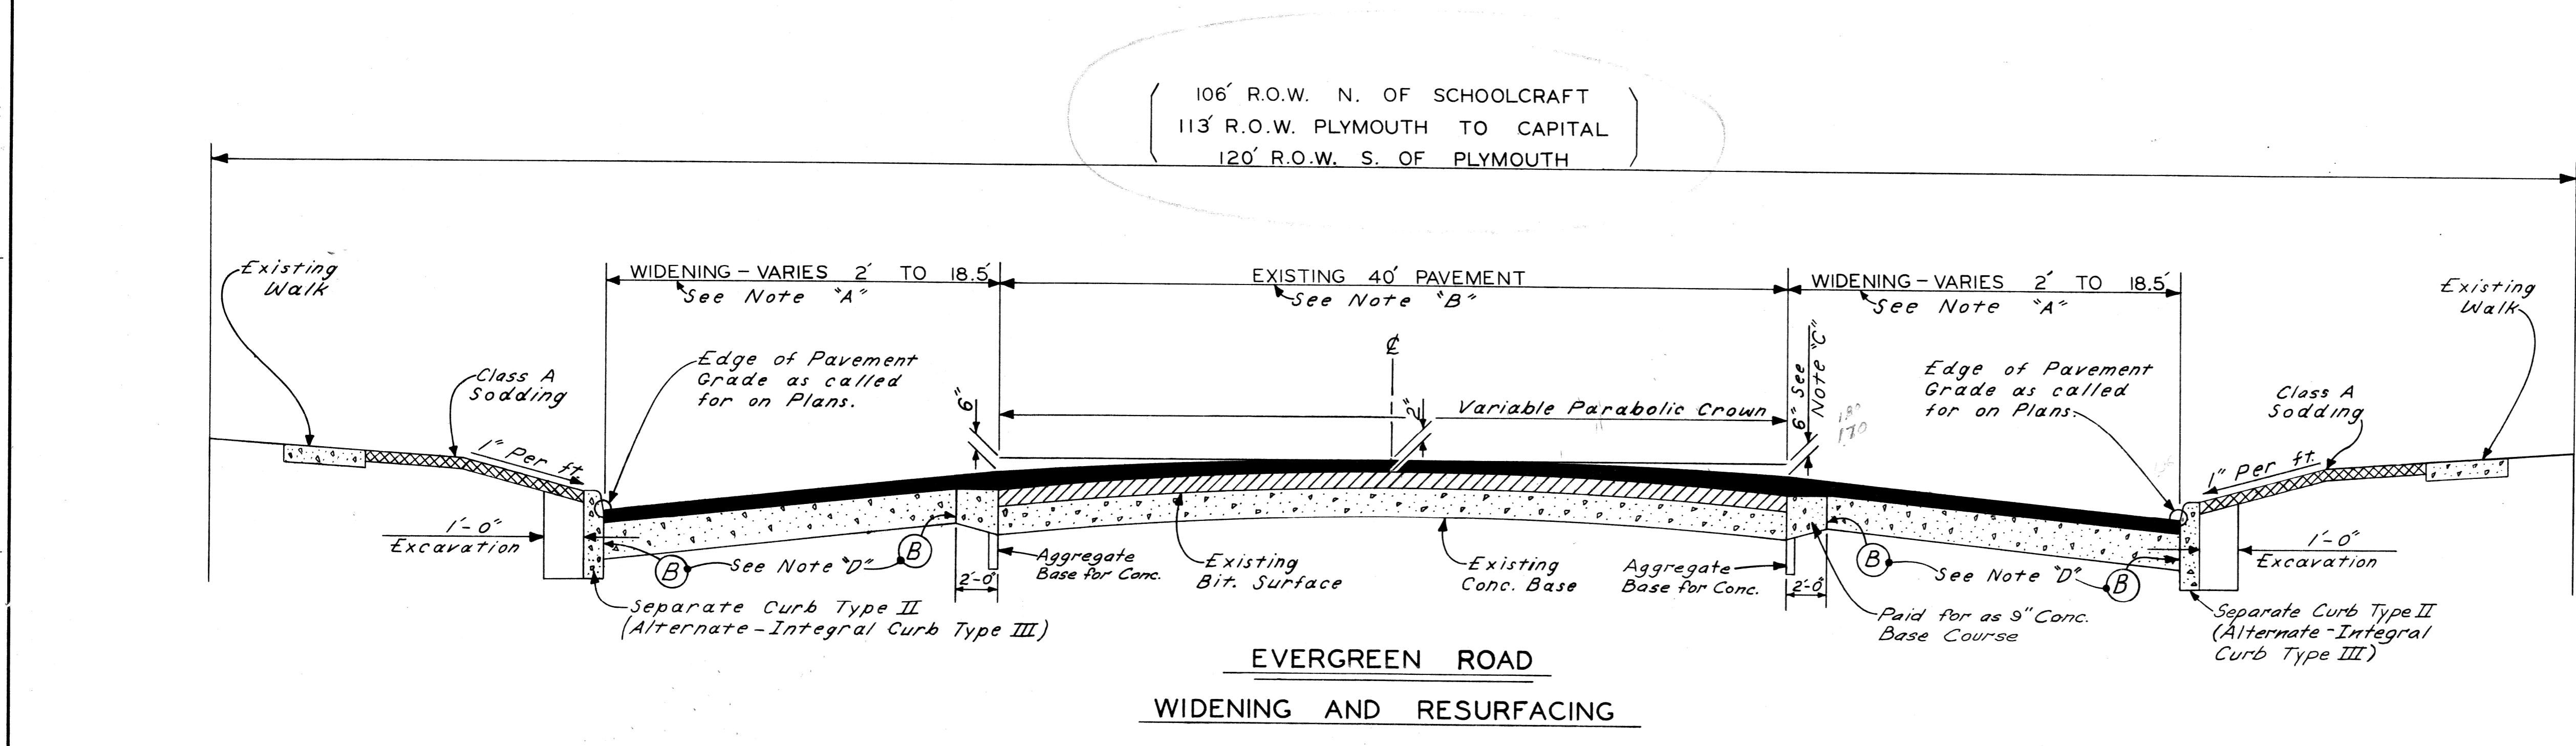 106' R.O.W. N. OF SCHOOLCRAFT
113' R.O.W. PLYMOUTH TO CAPITAL
120' R.O.W. S. OF PLYMOUTH
Existing
Walk
WIDENING - VARIES 2' TO 18.5'
See Note "A"
EXISTING 40' PAVEMENT
See Note "B"
WIDENING - VARIES 2' TO 18.5'
See Note "A"
Existing
Walk
Class A
Sodding
1" Per ft.
Edge of Pavement
Grade as called
for on Plans.
6"
℄
2"
Variable Parabolic Crown
6" See
Note "C"
180
170
Edge of Pavement
Grade as called
for on Plans.
Class A
Sodding
1" Per ft.
1'-0"
Excavation
B
See Note "D"
B
2'-0"
Aggregate
Base for Conc.
Existing
Bit. Surface
Existing
Conc. Base
Aggregate
Base for Conc.
2'-0"
B
See Note "D"
B
1'-0"
Excavation
Separate Curb Type II
(Alternate - Integral Curb Type III)
Paid for as 9" Conc.
Base Course
Separate Curb Type II
(Alternate - Integral
Curb Type III)
EVERGREEN ROAD
WIDENING AND RESURFACING